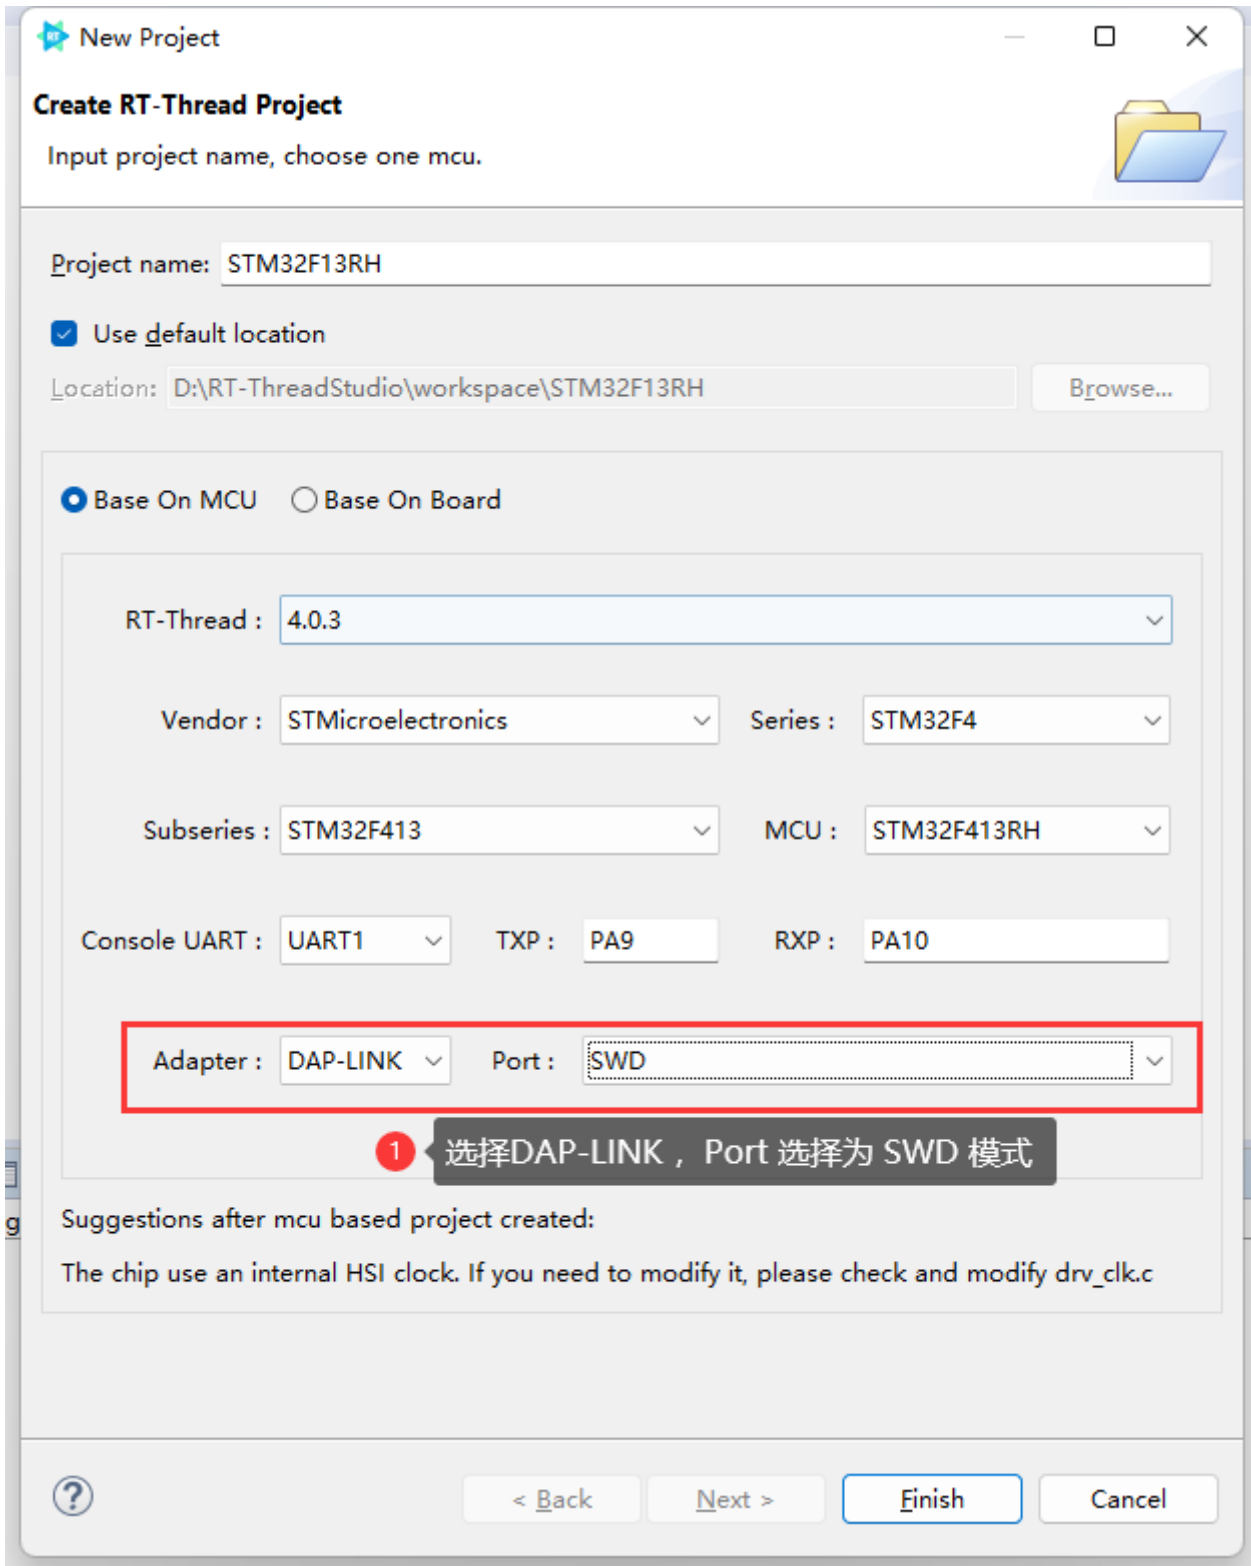 New Project
Create RT-Thread Project
Input project name, choose one mcu.
Project name: STM32F13RH
Use default location
Location: D:\RT-ThreadStudio\workspace\STM32F13RH Browse...
Base On MCU Base On Board
RT-Thread : 4.0.3
Vendor : STMicroelectronics Series : STM32F4
Subseries : STM32F413 MCU : STM32F413RH
Console UART : UART1 TXP : PA9 RXP : PA10
Adapter : DAP-LINK Port : SWD
1 选择DAP-LINK ，Port 选择为 SWD 模式
g
Suggestions after mcu based project created:
The chip use an internal HSI clock. If you need to modify it, please check and modify drv_clk.c
< Back Next > Finish Cancel